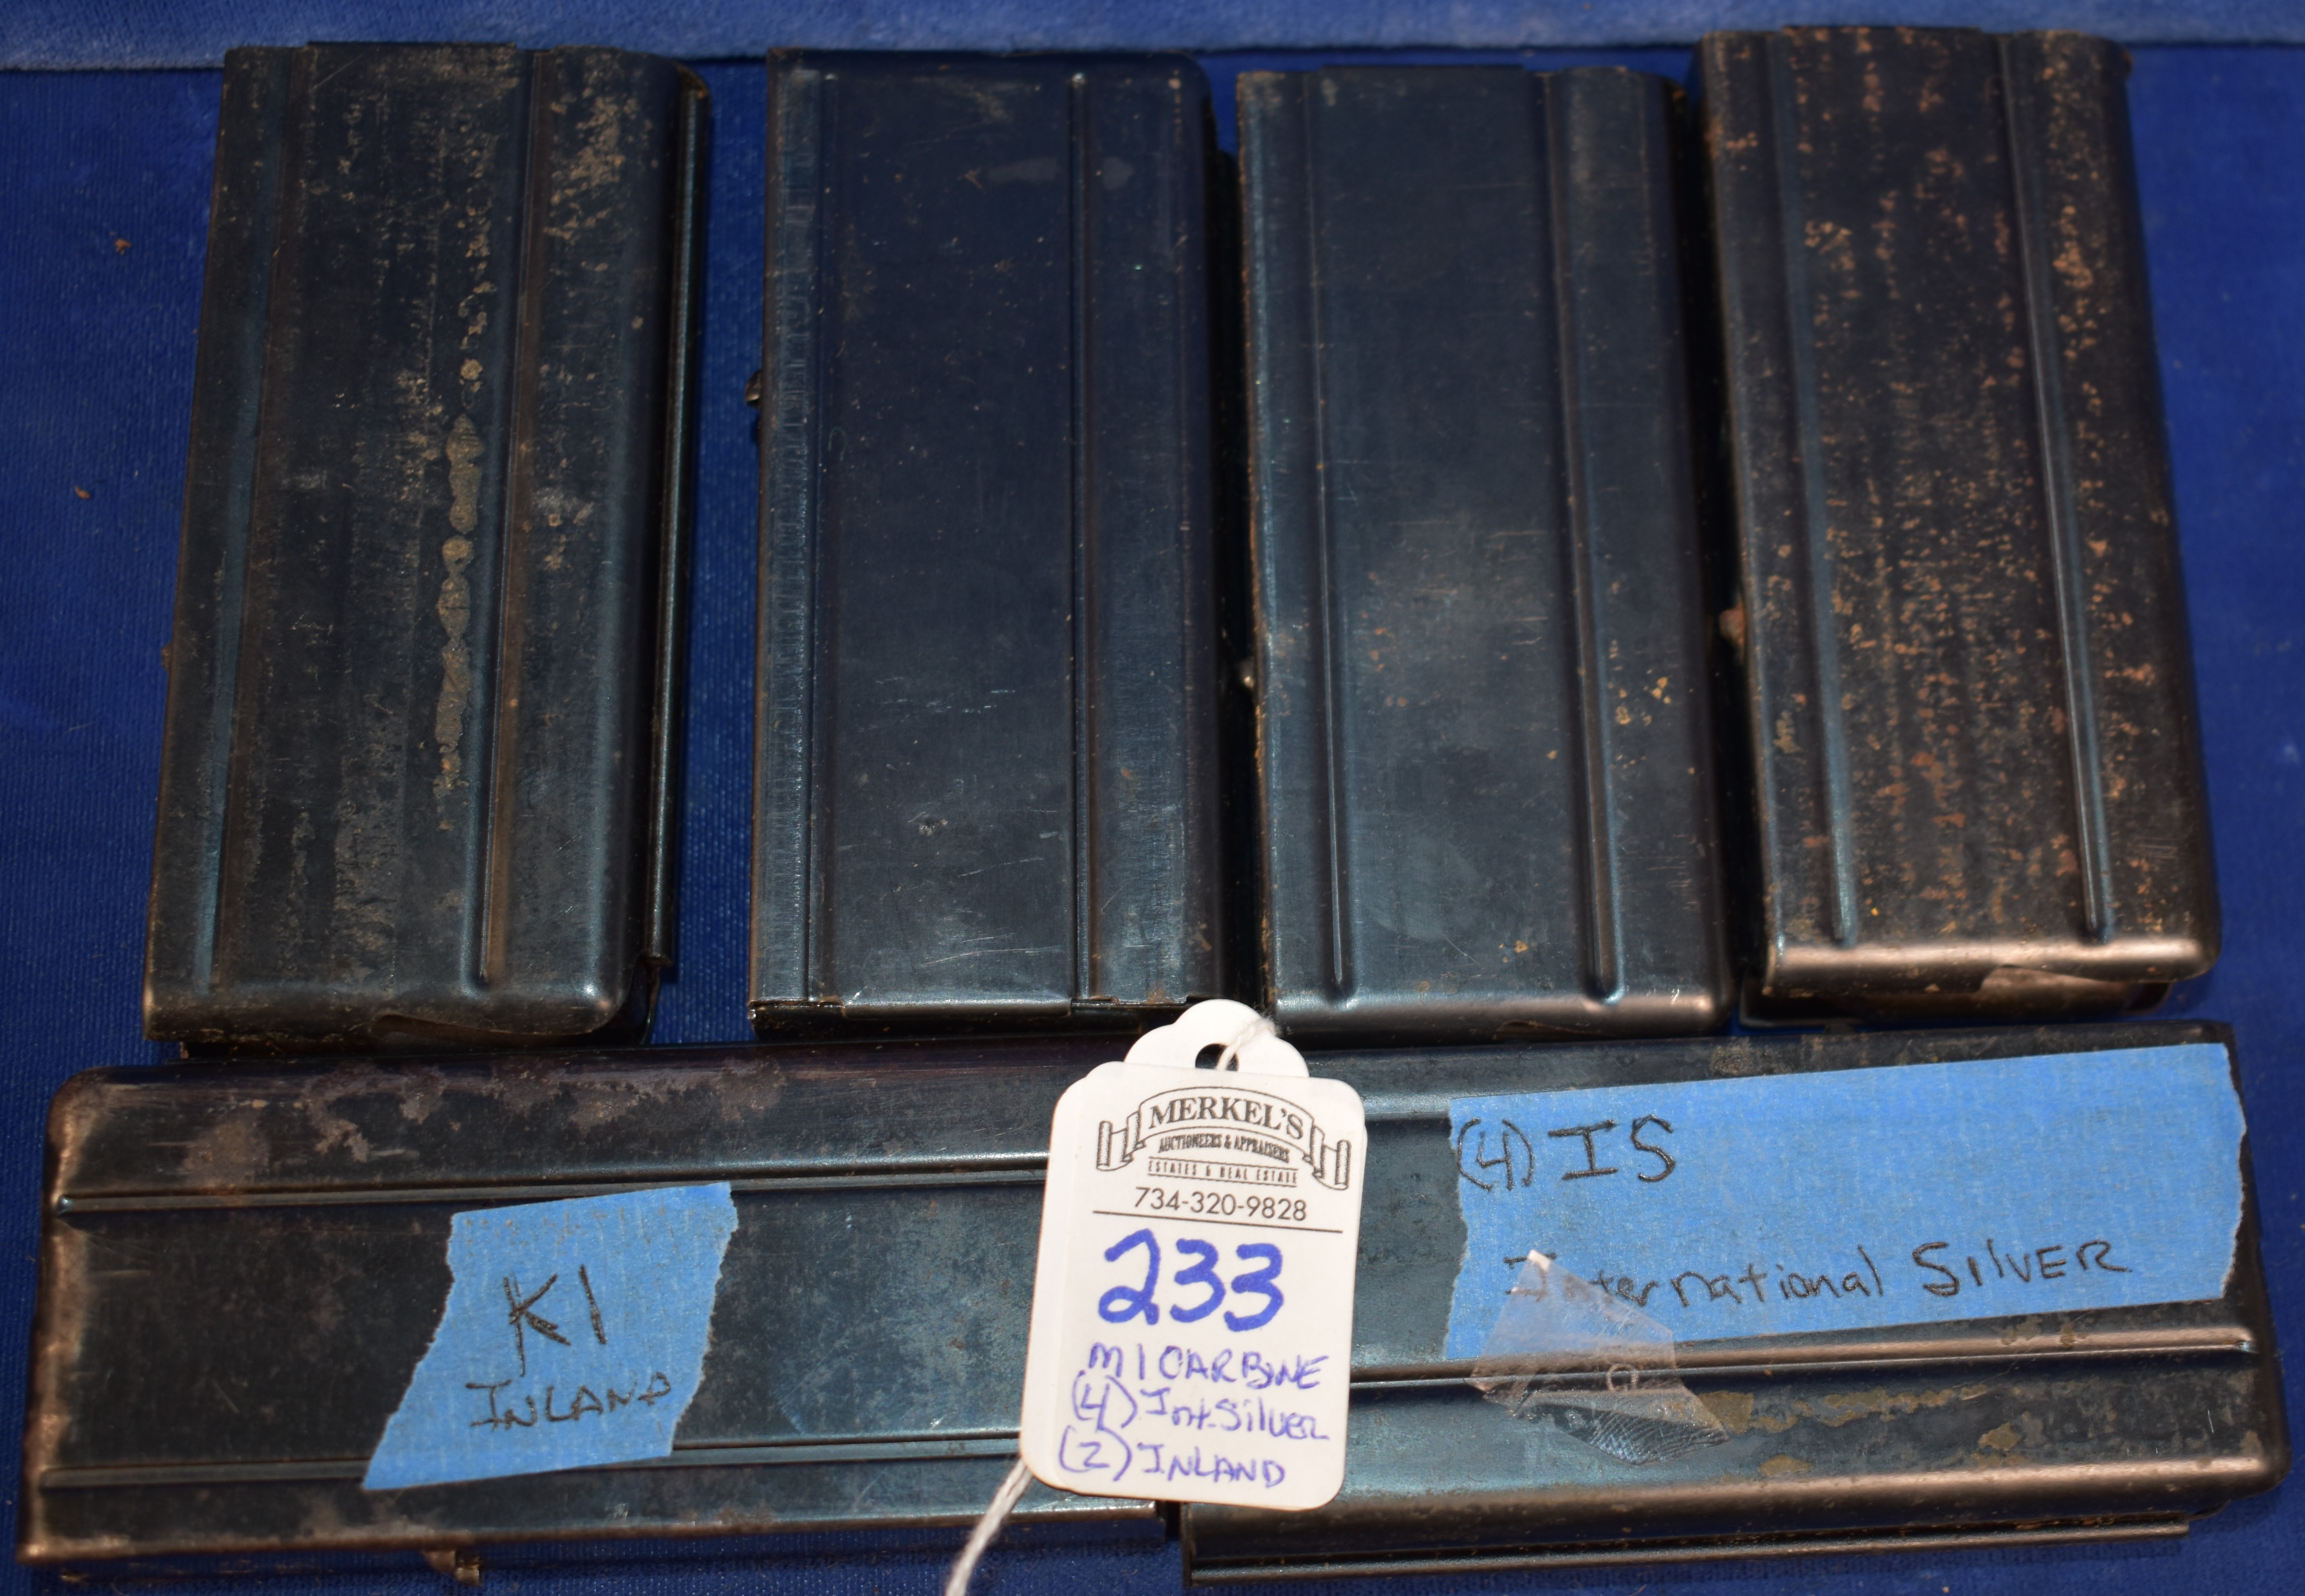 MERKEL'S
AUCTIONEERS & APPRAISERS
ESTATES & REAL ESTATE
734-320-9828
233
M1 CARBINE
(4) Int. Silver
(2) INLAND
K1
INLAND
(4) IS
International SILVER